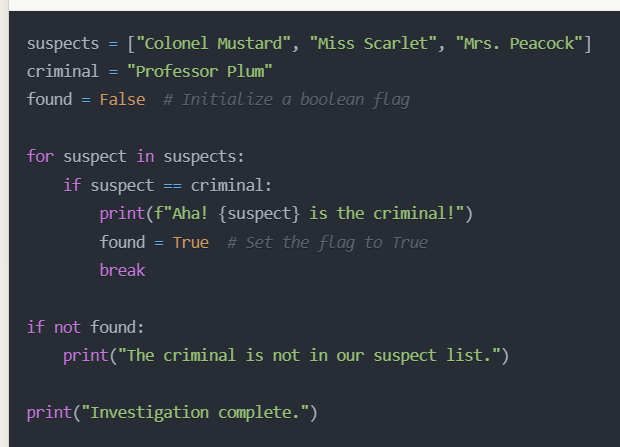 suspects = ["Colonel Mustard", "Miss Scarlet", "Mrs. Peacock"]
criminal = "Professor Plum"
found = False  # Initialize a boolean flag

for suspect in suspects:
    if suspect == criminal:
        print(f"Aha! {suspect} is the criminal!")
        found = True  # Set the flag to True
        break

if not found:
    print("The criminal is not in our suspect list.")

print("Investigation complete.")